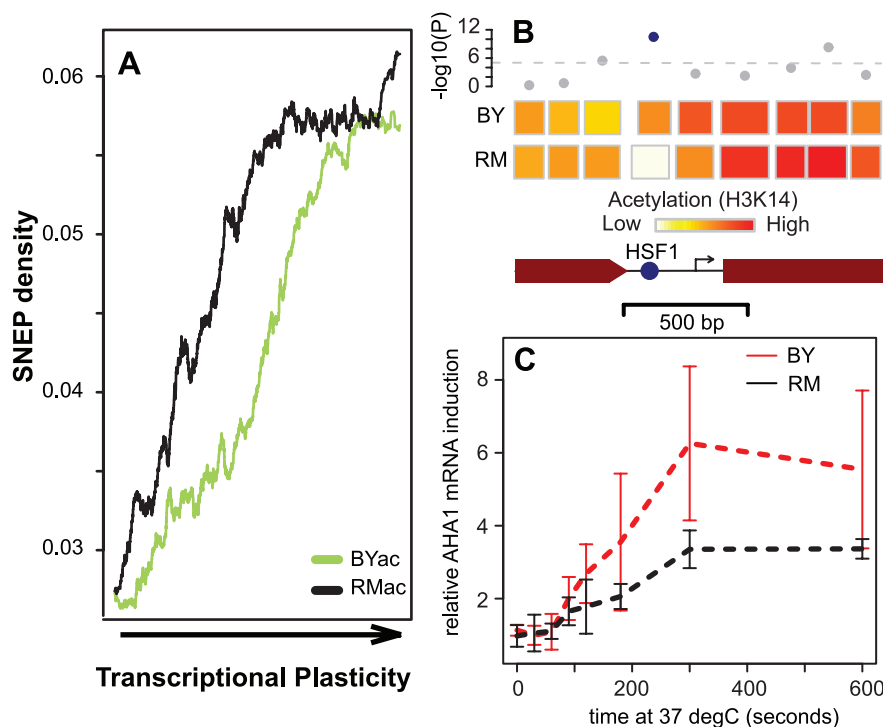 A
SNEP density
0.06
0.05
0.04
0.03
BYac
RMac
Transcriptional Plasticity
B
-log10(P)
12
6
0
BY
RM
Acetylation (H3K14)
Low High
HSF1
500 bp
C
BY
RM
relative AHA1 mRNA induction
8
6
4
2
0 200 400 600
time at 37 degC (seconds)